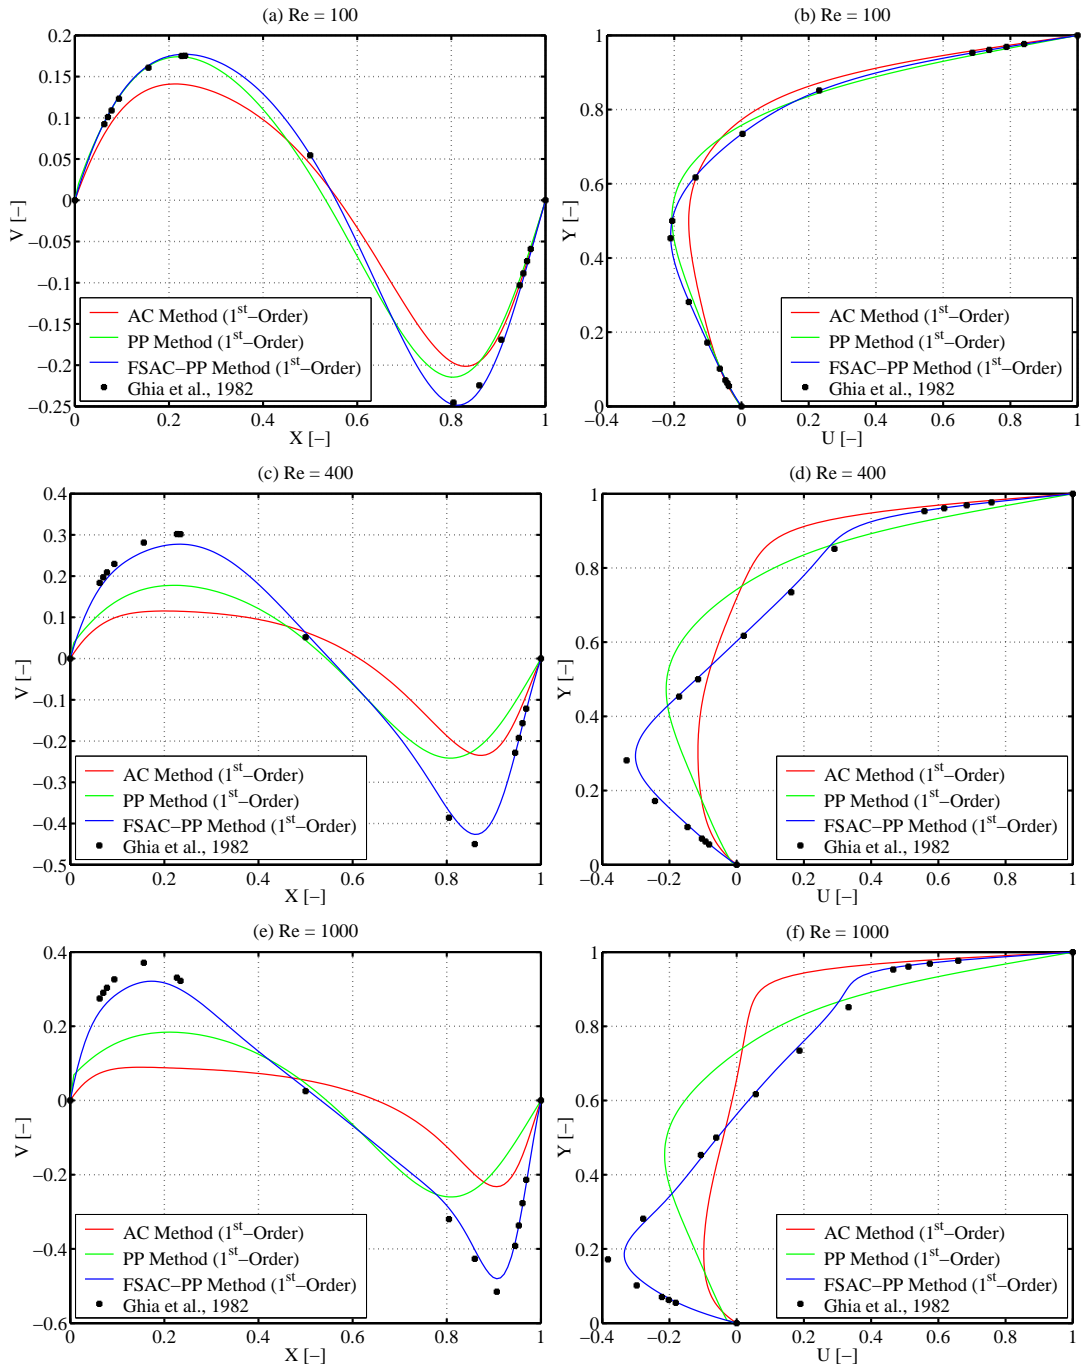 (a) Re = 100
0.2
0.15
0.1
0.05
0
−0.05
−0.1
−0.15
−0.2
−0.25
V [−]
AC Method (1st−Order)
PP Method (1st−Order)
FSAC−PP Method (1st−Order)
Ghia et al., 1982
0 0.2 0.4 0.6 0.8 1
X [−]
(b) Re = 100
1
0.8
0.6
0.4
0.2
0
Y [−]
AC Method (1st−Order)
PP Method (1st−Order)
FSAC−PP Method (1st−Order)
Ghia et al., 1982
−0.4 −0.2 0 0.2 0.4 0.6 0.8 1
U [−]
(c) Re = 400
0.4
0.3
0.2
0.1
0
−0.1
−0.2
−0.3
−0.4
−0.5
V [−]
AC Method (1st−Order)
PP Method (1st−Order)
FSAC−PP Method (1st−Order)
Ghia et al., 1982
0 0.2 0.4 0.6 0.8 1
X [−]
(d) Re = 400
1
0.8
0.6
0.4
0.2
0
Y [−]
AC Method (1st−Order)
PP Method (1st−Order)
FSAC−PP Method (1st−Order)
Ghia et al., 1982
−0.4 −0.2 0 0.2 0.4 0.6 0.8 1
U [−]
(e) Re = 1000
0.4
0.2
0
−0.2
−0.4
−0.6
V [−]
AC Method (1st−Order)
PP Method (1st−Order)
FSAC−PP Method (1st−Order)
Ghia et al., 1982
0 0.2 0.4 0.6 0.8 1
X [−]
(f) Re = 1000
1
0.8
0.6
0.4
0.2
0
Y [−]
AC Method (1st−Order)
PP Method (1st−Order)
FSAC−PP Method (1st−Order)
Ghia et al., 1982
−0.4 −0.2 0 0.2 0.4 0.6 0.8 1
U [−]